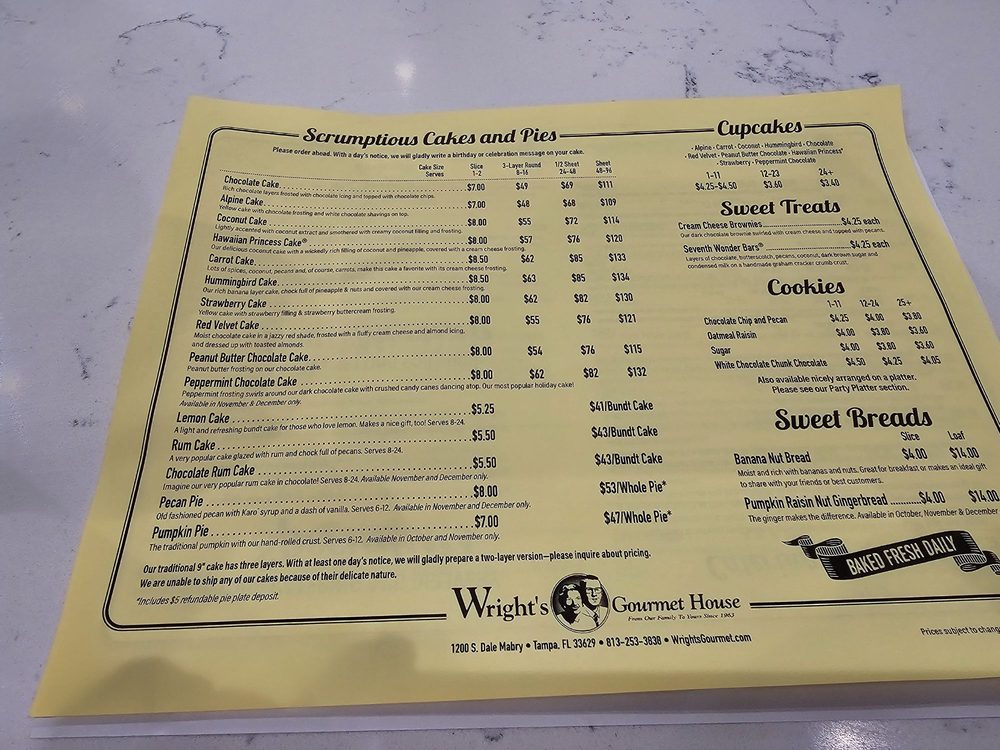 Scrumptious Cakes and Pies
Please order ahead. With a day's notice, we will gladly write a birthday or celebration message on your cake.
Cake Size Slice 3-Layer Round 1/2 Sheet Sheet
Serves 1-2 8-16 24-48 48-96
Chocolate Cake $7.00 $49 $69 $111
Rich chocolate layers frosted with chocolate icing and topped with chocolate chips.
Alpine Cake $7.00 $48 $68 $109
Yellow cake with chocolate frosting and white chocolate shavings on top.
Coconut Cake $8.00 $55 $72 $114
Lightly accented with coconut extract and smothered with creamy coconut filling and frosting.
Hawaiian Princess Cake® $8.00 $57 $76 $120
Our delicious coconut cake with a wickedly rich filling of coconut and pineapple, covered with a cream cheese frosting.
Carrot Cake $8.50 $62 $85 $133
Lots of spices, coconut, pecans and, of course, carrots, make this cake a favorite with its cream cheese frosting.
Hummingbird Cake $8.50 $63 $85 $134
Our rich banana layer cake, chock full of pineapple & nuts and covered with our cream cheese frosting.
Strawberry Cake $8.00 $62 $82 $130
Yellow cake with strawberry filling & strawberry buttercream frosting.
Red Velvet Cake $8.00 $55 $76 $121
Moist chocolate cake in a jazzy red shade, frosted with a fluffy cream cheese and almond icing,
and dressed up with toasted almonds.
Peanut Butter Chocolate Cake $8.00 $54 $76 $115
Peanut butter frosting on our chocolate cake.
Peppermint Chocolate Cake $8.00 $62 $82 $132
Peppermint frosting swirls around our dark chocolate cake with crushed candy canes dancing atop. Our most popular holiday cake!
Available in November & December only.
Lemon Cake $5.25 $41/Bundt Cake
A light and refreshing bundt cake for those who love lemon. Makes a nice gift, too! Serves 8-24.
Rum Cake $5.50 $43/Bundt Cake
A very popular cake glazed with rum and chock full of pecans. Serves 8-24.
Chocolate Rum Cake $5.50 $43/Bundt Cake
Imagine our very popular rum cake in chocolate! Serves 8-24. Available November and December only.
Pecan Pie $8.00 $53/Whole Pie*
Old fashioned pecan with Karo® syrup and a dash of vanilla. Serves 6-12. Available in November and December only.
Pumpkin Pie $7.00 $47/Whole Pie*
The traditional pumpkin with our hand-rolled crust. Serves 6-12. Available in October and November only.
Our traditional 9" cake has three layers. With at least one day's notice, we will gladly prepare a two-layer version—please inquire about pricing.
We are unable to ship any of our cakes because of their delicate nature.
*Includes $5 refundable pie plate deposit.
Cupcakes
• Alpine • Carrot • Coconut • Hummingbird • Chocolate
• Red Velvet • Peanut Butter Chocolate • Hawaiian Princess®
• Strawberry • Peppermint Chocolate
1-11 12-23 24+
$4.25-$4.50 $3.60 $3.40
Sweet Treats
Cream Cheese Brownies $4.25 each
Our dark chocolate brownie swirled with cream cheese and topped with pecans.
Seventh Wonder Bars® $4.25 each
Layers of chocolate, butterscotch, pecans, coconut, dark brown sugar and
condensed milk on a handmade graham cracker crumb crust.
Cookies
1-11 12-24 25+
Chocolate Chip and Pecan $4.25 $4.00 $3.80
Oatmeal Raisin $4.00 $3.80 $3.60
Sugar $4.00 $3.80 $3.60
White Chocolate Chunk Chocolate $4.50 $4.25 $4.05
Also available nicely arranged on a platter.
Please see our Party Platter section.
Sweet Breads
Slice Loaf
Banana Nut Bread $4.00 $14.00
Moist and rich with bananas and nuts. Great for breakfast or makes an ideal gift
to share with your friends or best customers.
Pumpkin Raisin Nut Gingerbread $4.00 $14.00
The ginger makes the difference. Available in October, November & December
BAKED FRESH DAILY
Wright's Gourmet House
From Our Family To Yours Since 1963
1200 S. Dale Mabry • Tampa, FL 33629 • 813-253-3838 • WrightsGourmet.com
Prices subject to chang